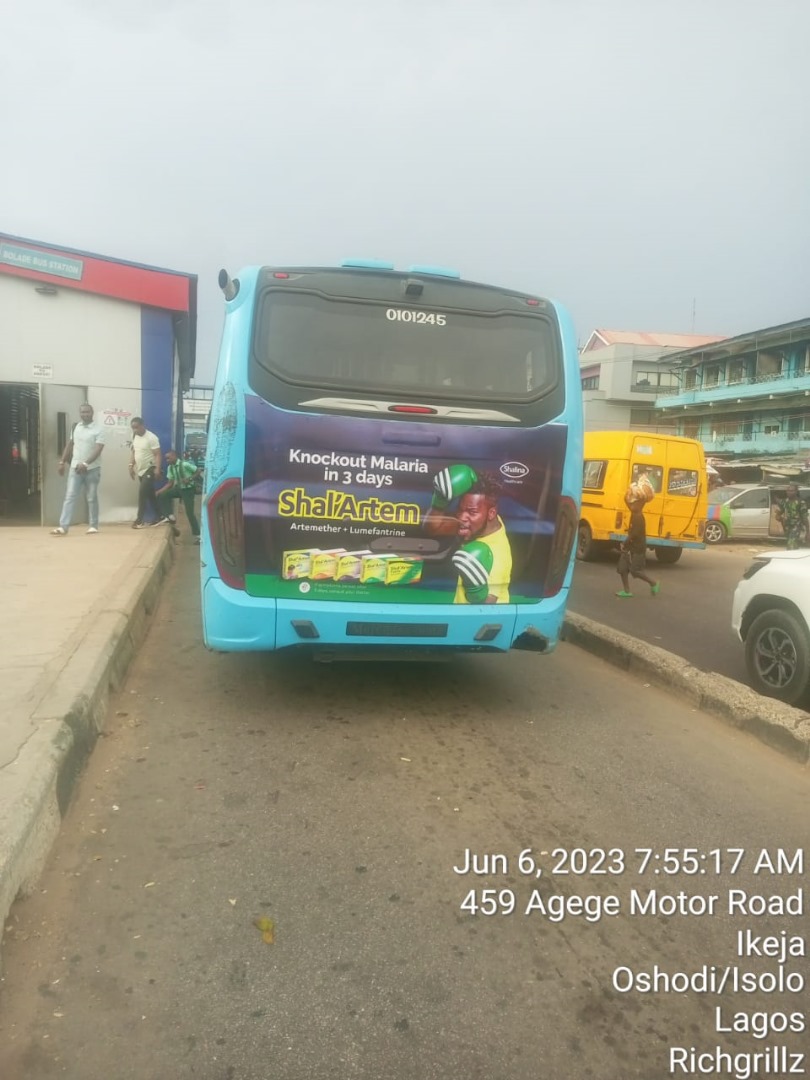 BOLADE BUS STATION
0101245
Knockout Malaria
in 3 days
Shalina
Healthcare
Shal'Artem
Artemether + Lumefantrine
Jun 6, 2023 7:55:17 AM
459 Agege Motor Road
Ikeja
Oshodi/Isolo
Lagos
Richgrillz